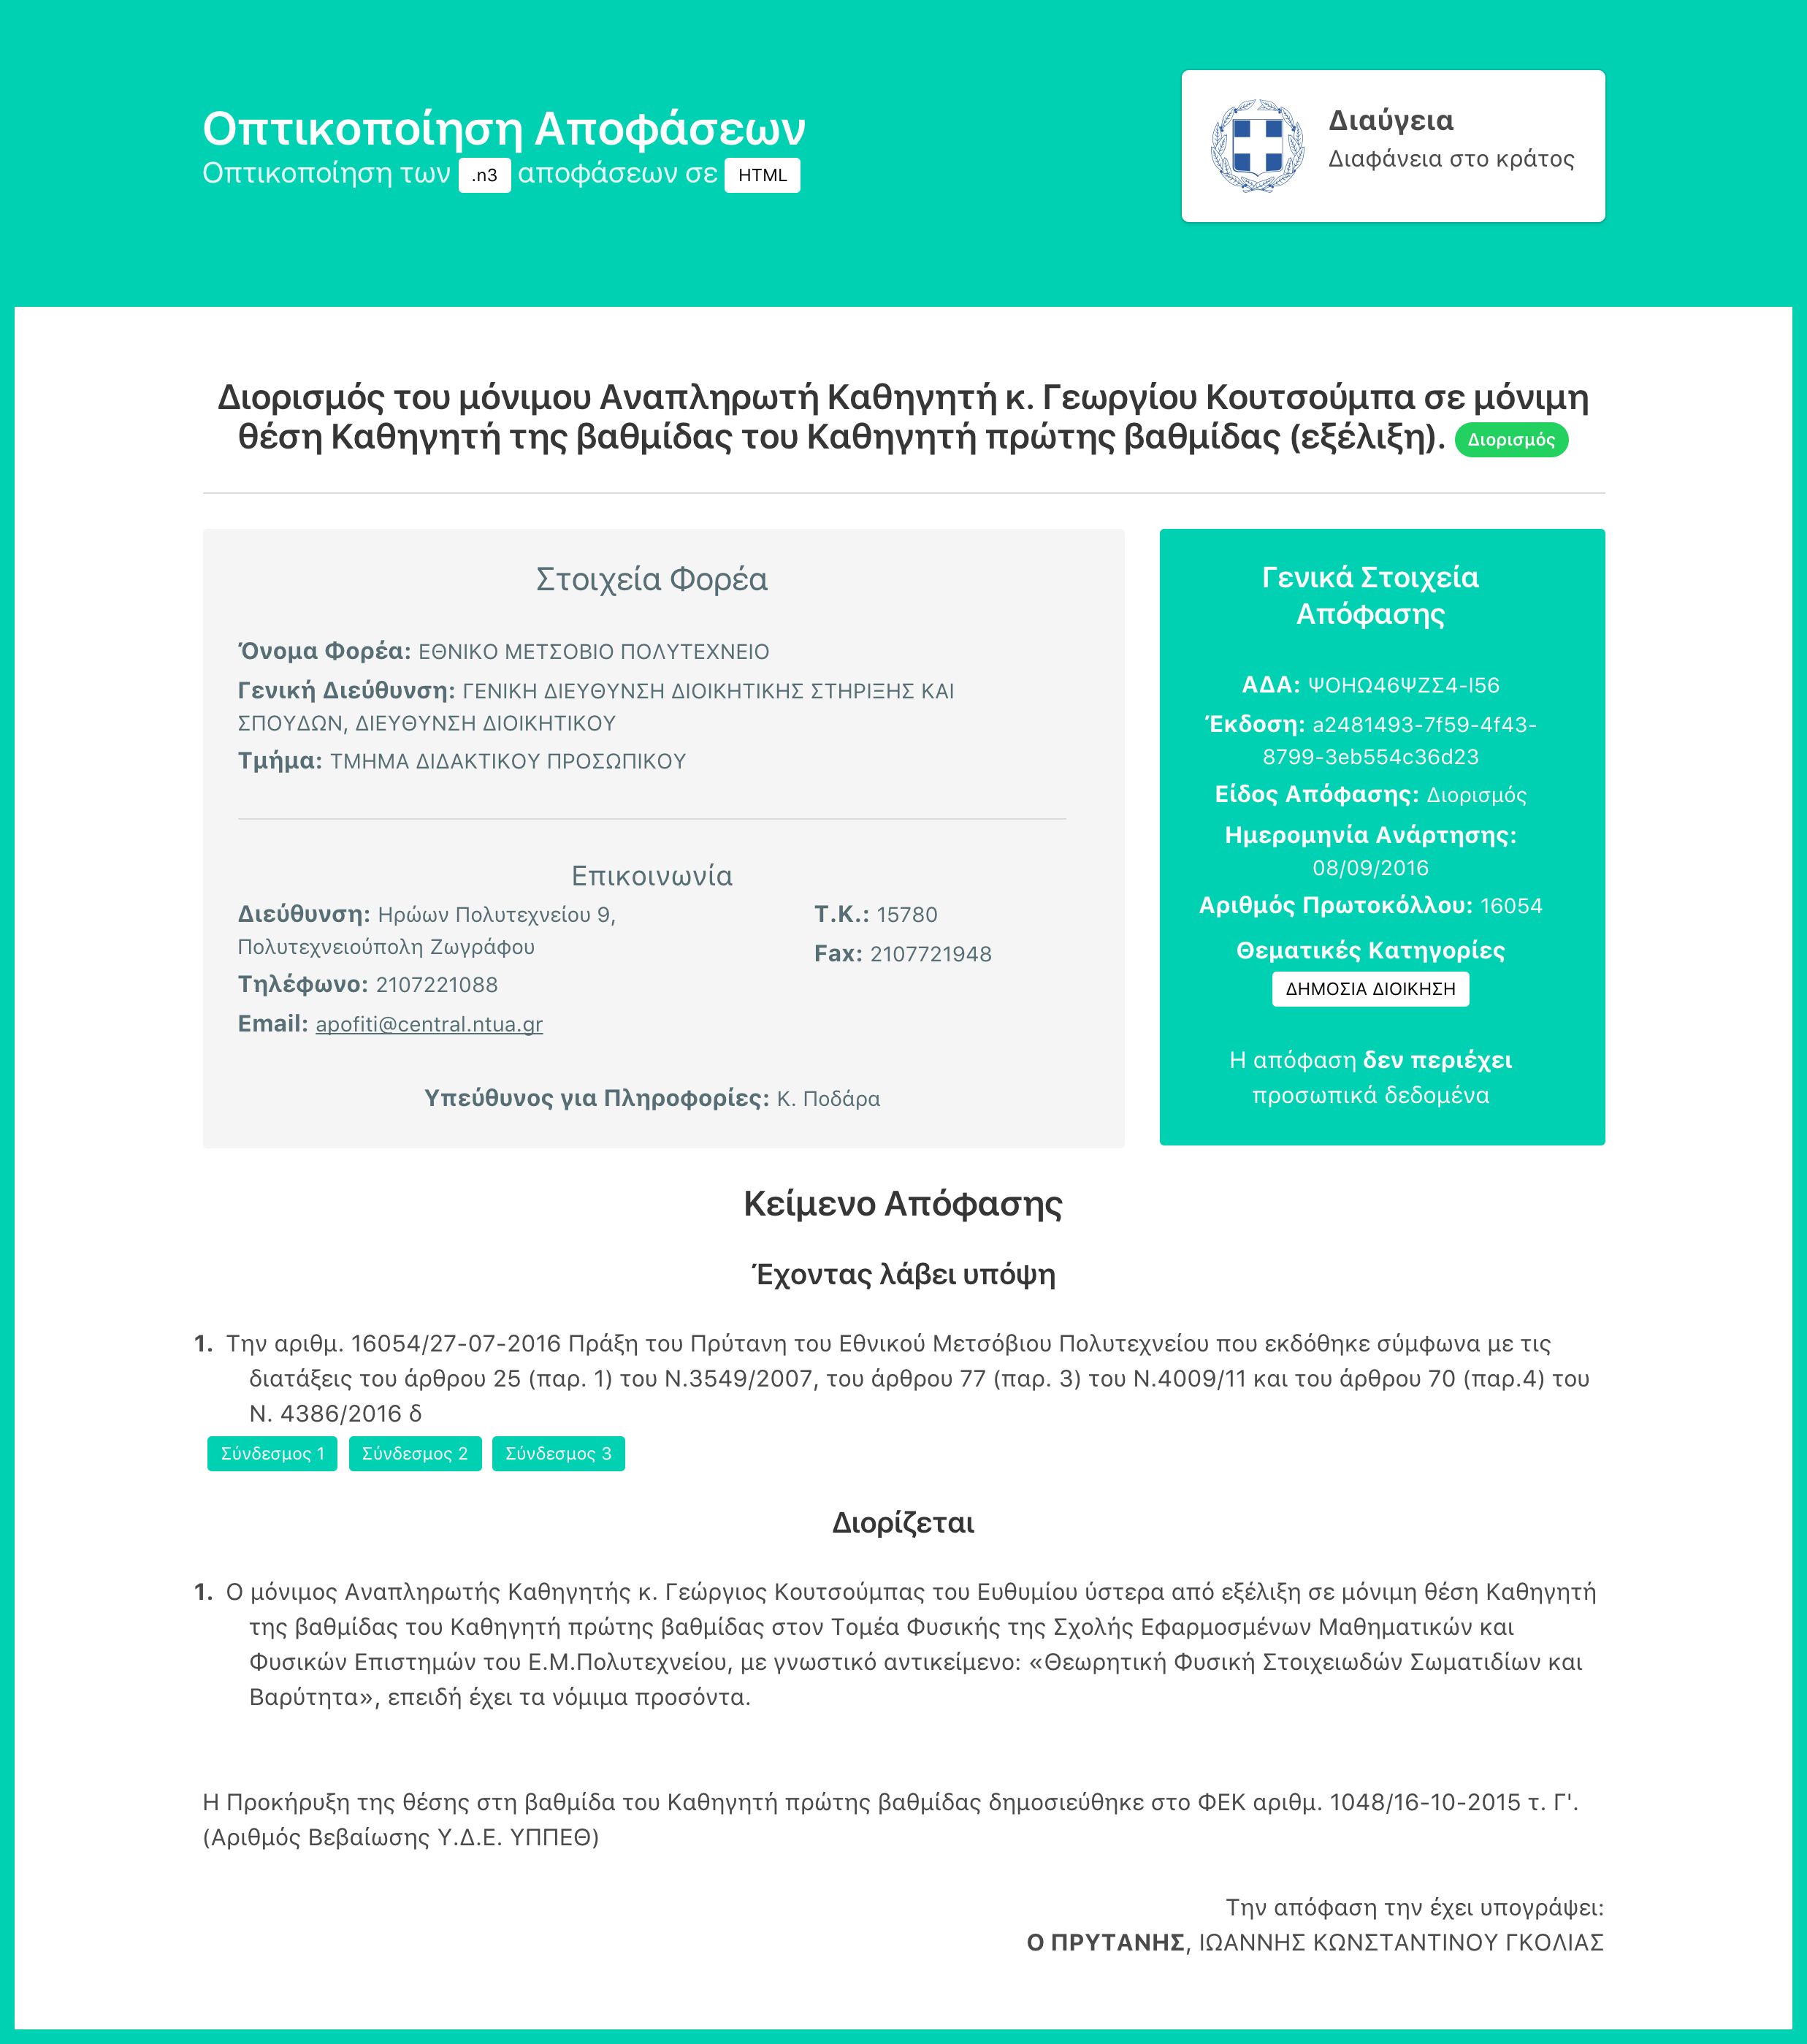 Οπτικοποίηση Αποφάσεων
Οπτικοποίηση των .n3 αποφάσεων σε HTML
Διαύγεια
Διαφάνεια στο κράτος
Διορισμός του μόνιμου Αναπληρωτή Καθηγητή κ. Γεωργίου Κουτσούμπα σε μόνιμη
θέση Καθηγητή της βαθμίδας του Καθηγητή πρώτης βαθμίδας (εξέλιξη). Διορισμός
Στοιχεία Φορέα
Όνομα Φορέα: ΕΘΝΙΚΟ ΜΕΤΣΟΒΙΟ ΠΟΛΥΤΕΧΝΕΙΟ
Γενική Διεύθυνση: ΓΕΝΙΚΗ ΔΙΕΥΘΥΝΣΗ ΔΙΟΙΚΗΤΙΚΗΣ ΣΤΗΡΙΞΗΣ ΚΑΙ
ΣΠΟΥΔΩΝ, ΔΙΕΥΘΥΝΣΗ ΔΙΟΙΚΗΤΙΚΟΥ
Τμήμα: ΤΜΗΜΑ ΔΙΔΑΚΤΙΚΟΥ ΠΡΟΣΩΠΙΚΟΥ
Επικοινωνία
Διεύθυνση: Ηρώων Πολυτεχνείου 9,
Πολυτεχνειούπολη Ζωγράφου
Τηλέφωνο: 2107221088
Email: apofiti@central.ntua.gr
Τ.Κ.: 15780
Fax: 2107721948
Υπεύθυνος για Πληροφορίες: Κ. Ποδάρα
Γενικά Στοιχεία
Απόφασης
ΑΔΑ: ΨΟΗΩ46ΨΖΣ4-Ι56
Έκδοση: a2481493-7f59-4f43-
8799-3eb554c36d23
Είδος Απόφασης: Διορισμός
Ημερομηνία Ανάρτησης:
08/09/2016
Αριθμός Πρωτοκόλλου: 16054
Θεματικές Κατηγορίες
ΔΗΜΟΣΙΑ ΔΙΟΙΚΗΣΗ
Η απόφαση δεν περιέχει
προσωπικά δεδομένα
Κείμενο Απόφασης
Έχοντας λάβει υπόψη
1. Την αριθμ. 16054/27-07-2016 Πράξη του Πρύτανη του Εθνικού Μετσόβιου Πολυτεχνείου που εκδόθηκε σύμφωνα με τις
διατάξεις του άρθρου 25 (παρ. 1) του Ν.3549/2007, του άρθρου 77 (παρ. 3) του Ν.4009/11 και του άρθρου 70 (παρ.4) του
Ν. 4386/2016 δ
Σύνδεσμος 1 Σύνδεσμος 2 Σύνδεσμος 3
Διορίζεται
1. Ο μόνιμος Αναπληρωτής Καθηγητής κ. Γεώργιος Κουτσούμπας του Ευθυμίου ύστερα από εξέλιξη σε μόνιμη θέση Καθηγητή
της βαθμίδας του Καθηγητή πρώτης βαθμίδας στον Τομέα Φυσικής της Σχολής Εφαρμοσμένων Μαθηματικών και
Φυσικών Επιστημών του Ε.Μ.Πολυτεχνείου, με γνωστικό αντικείμενο: «Θεωρητική Φυσική Στοιχειωδών Σωματιδίων και
Βαρύτητα», επειδή έχει τα νόμιμα προσόντα.
Η Προκήρυξη της θέσης στη βαθμίδα του Καθηγητή πρώτης βαθμίδας δημοσιεύθηκε στο ΦΕΚ αριθμ. 1048/16-10-2015 τ. Γ'.
(Αριθμός Βεβαίωσης Υ.Δ.Ε. ΥΠΠΕΘ)
Την απόφαση την έχει υπογράψει:
Ο ΠΡΥΤΑΝΗΣ, ΙΩΑΝΝΗΣ ΚΩΝΣΤΑΝΤΙΝΟΥ ΓΚΟΛΙΑΣ